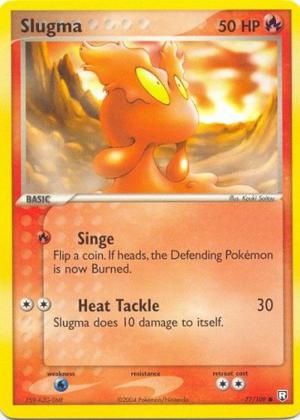 Slugma
50 HP
BASIC
Illus. Kouki Saitou
Singe
Flip a coin. If heads, the Defending Pokémon
is now Burned.
Heat Tackle 30
Slugma does 10 damage to itself.
weakness resistance retreat cost
©2004 Pokémon/Nintendo
77/109
R